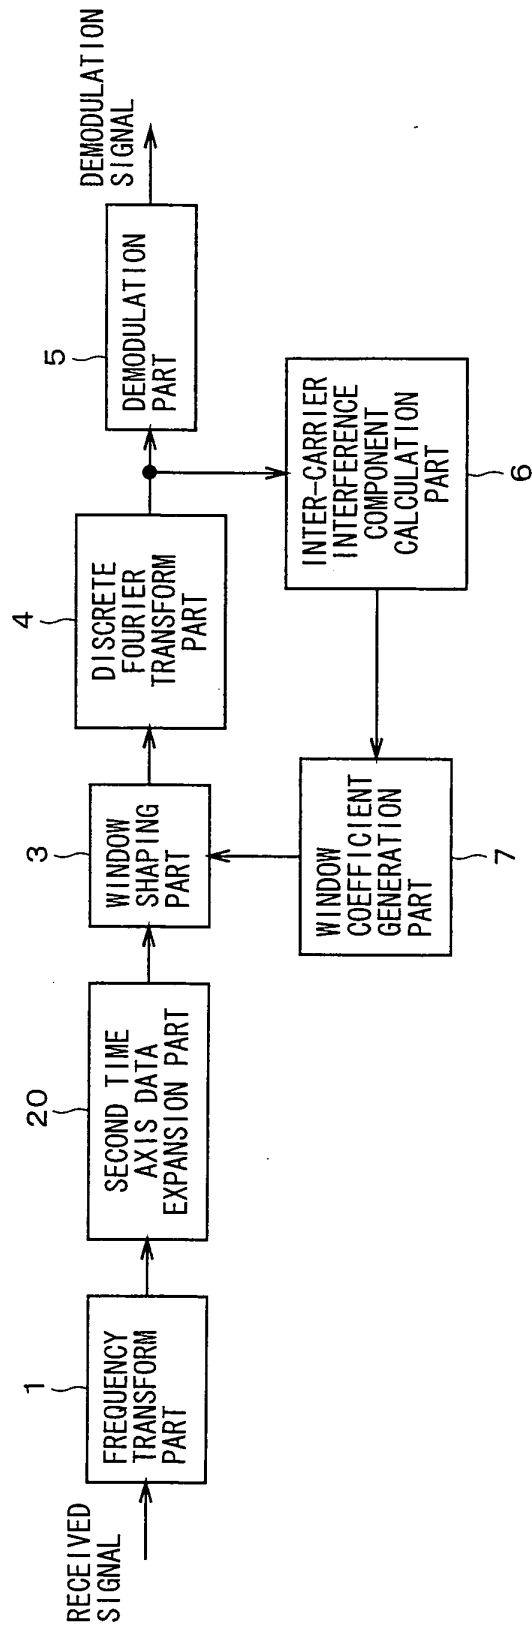 RECEIVED
SIGNAL
1
FREQUENCY
TRANSFORM
PART
20
SECOND TIME
AXIS DATA
EXPANSION PART
3
WINDOW
SHAPING
PART
4
DISCRETE
FOURIER
TRANSFORM
PART
5
DEMODULATION
PART
DEMODULATION
SIGNAL
WINDOW
COEFFICIENT
GENERATION
PART
7
INTER-CARRIER
INTERFERENCE
COMPONENT
CALCULATION
PART
6